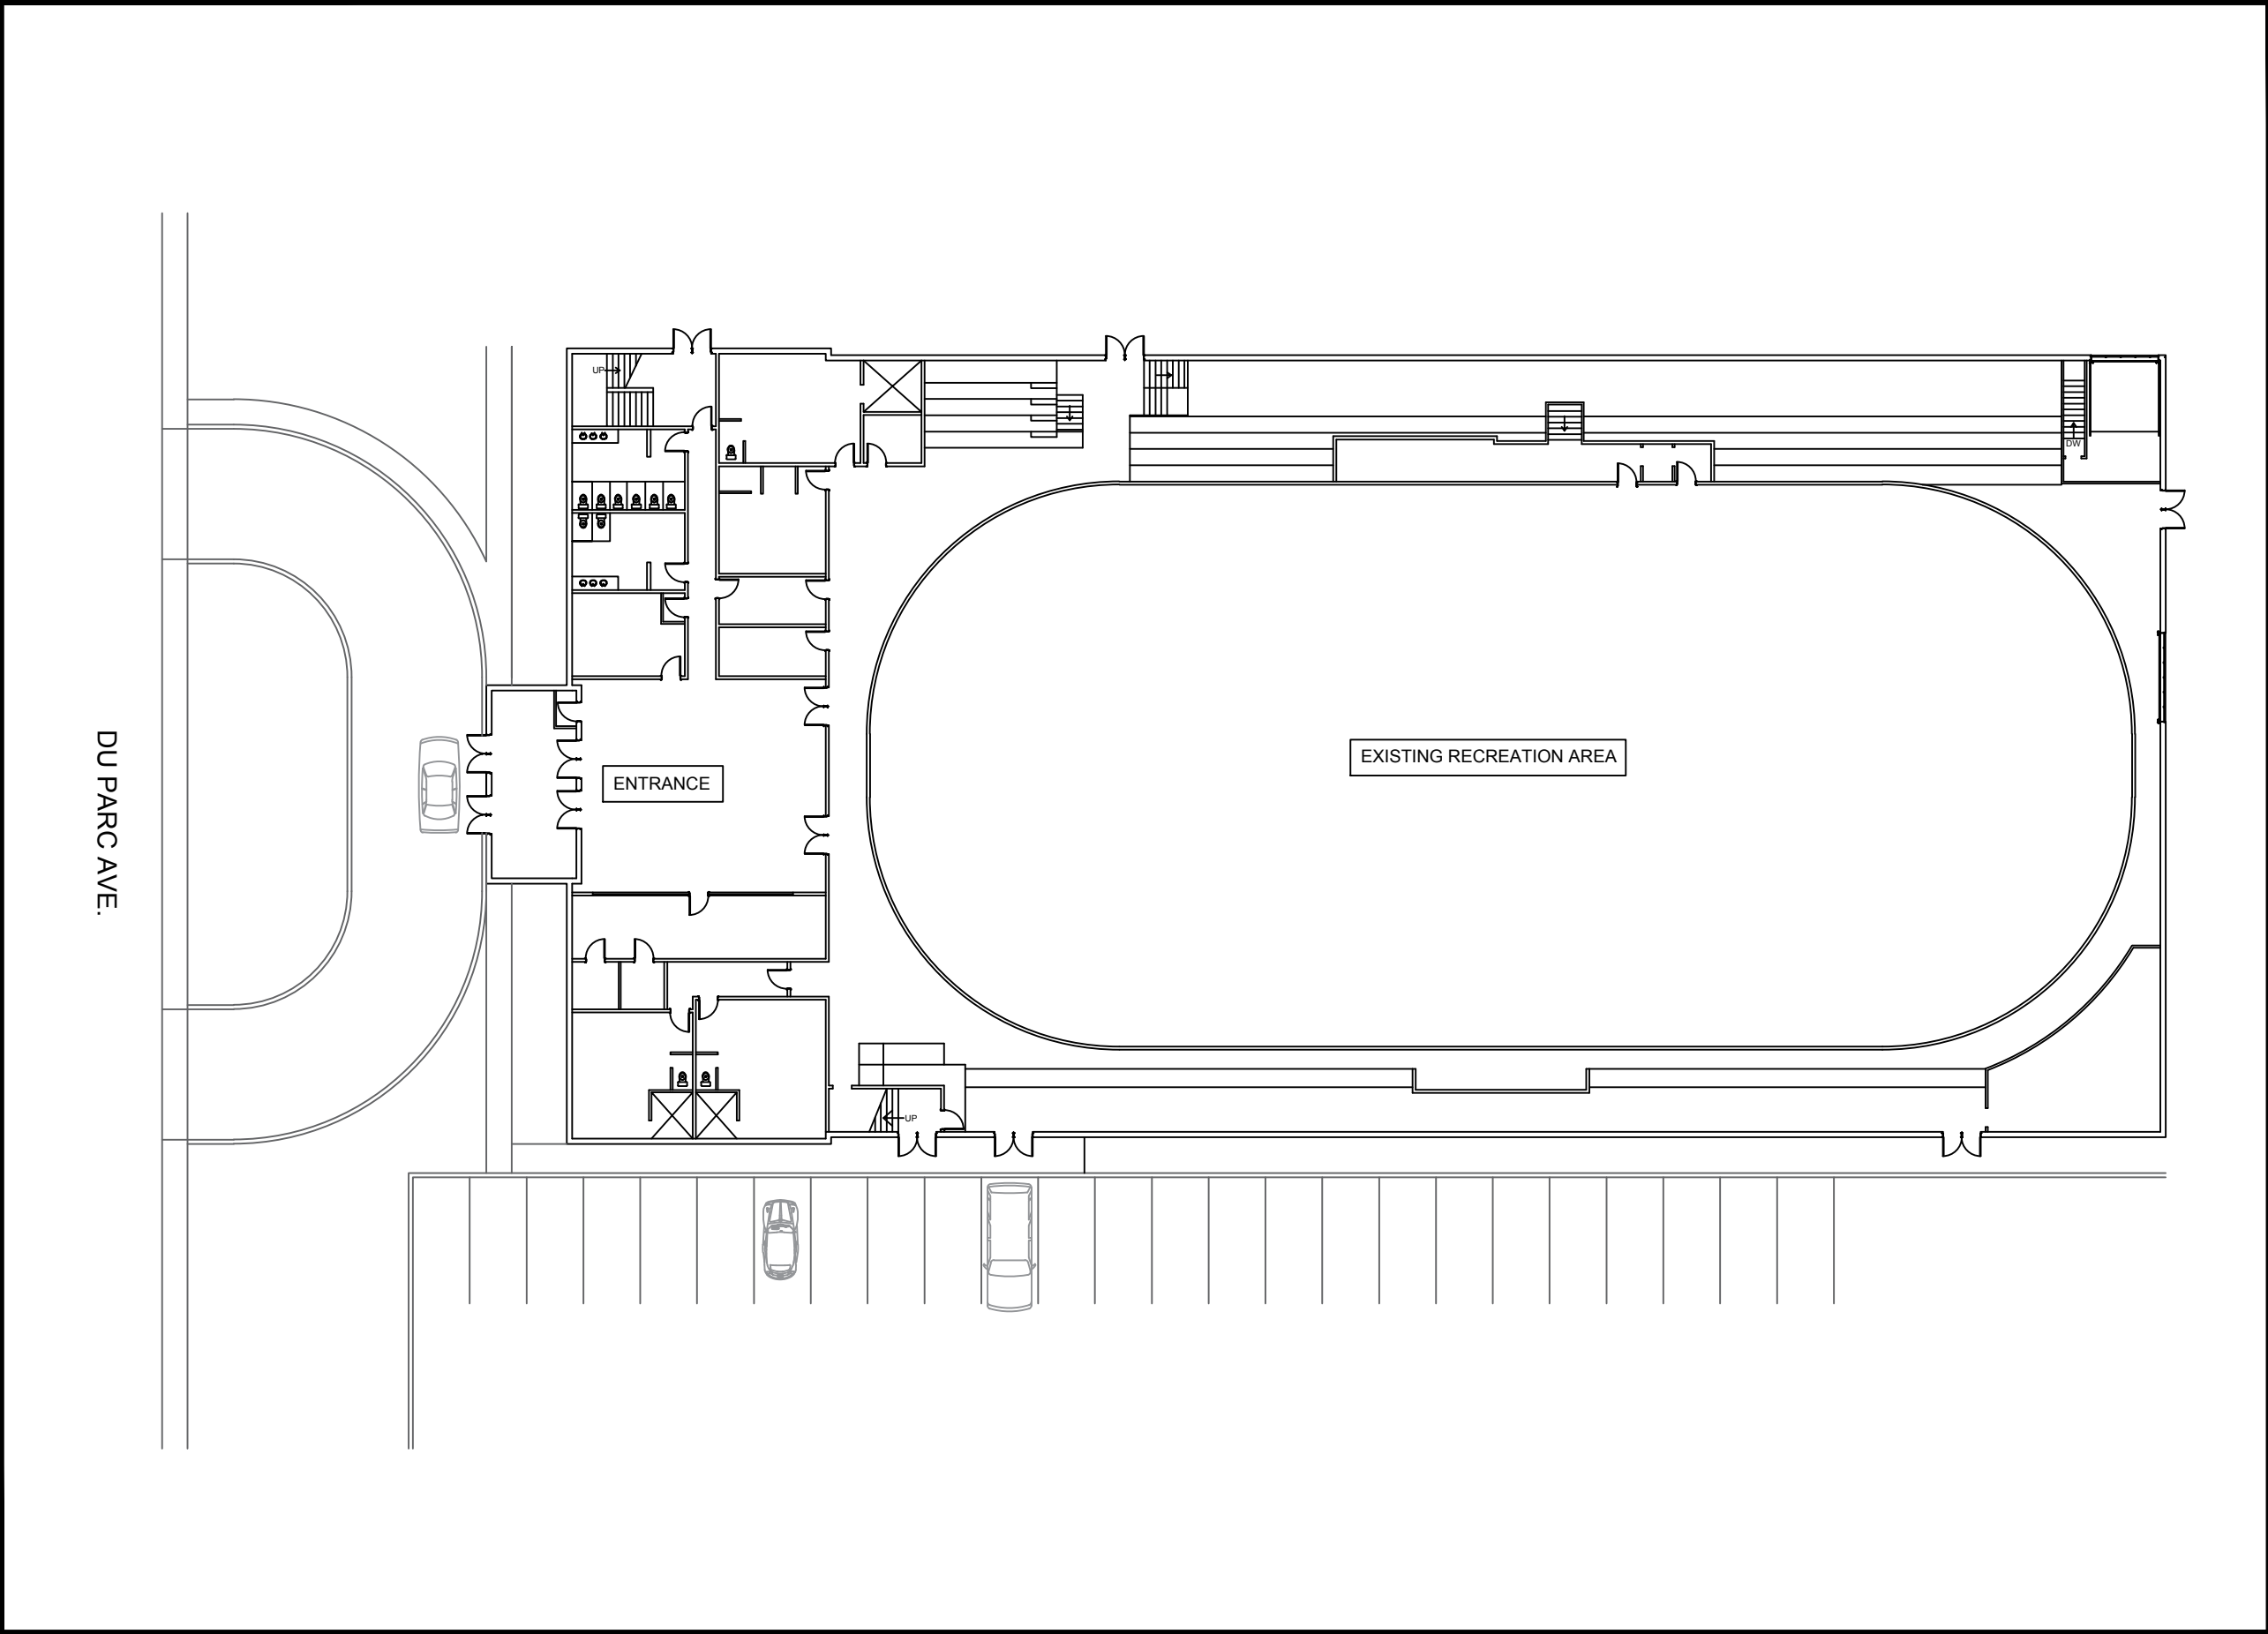 UP
DW
EXISTING RECREATION AREA
ENTRANCE
DU PARC AVE.
UP